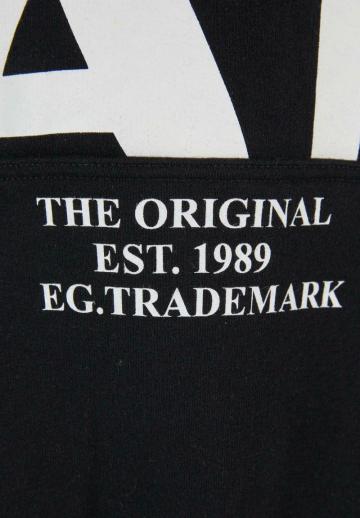 THE ORIGINAL
EST. 1989
EG.TRADEMARK